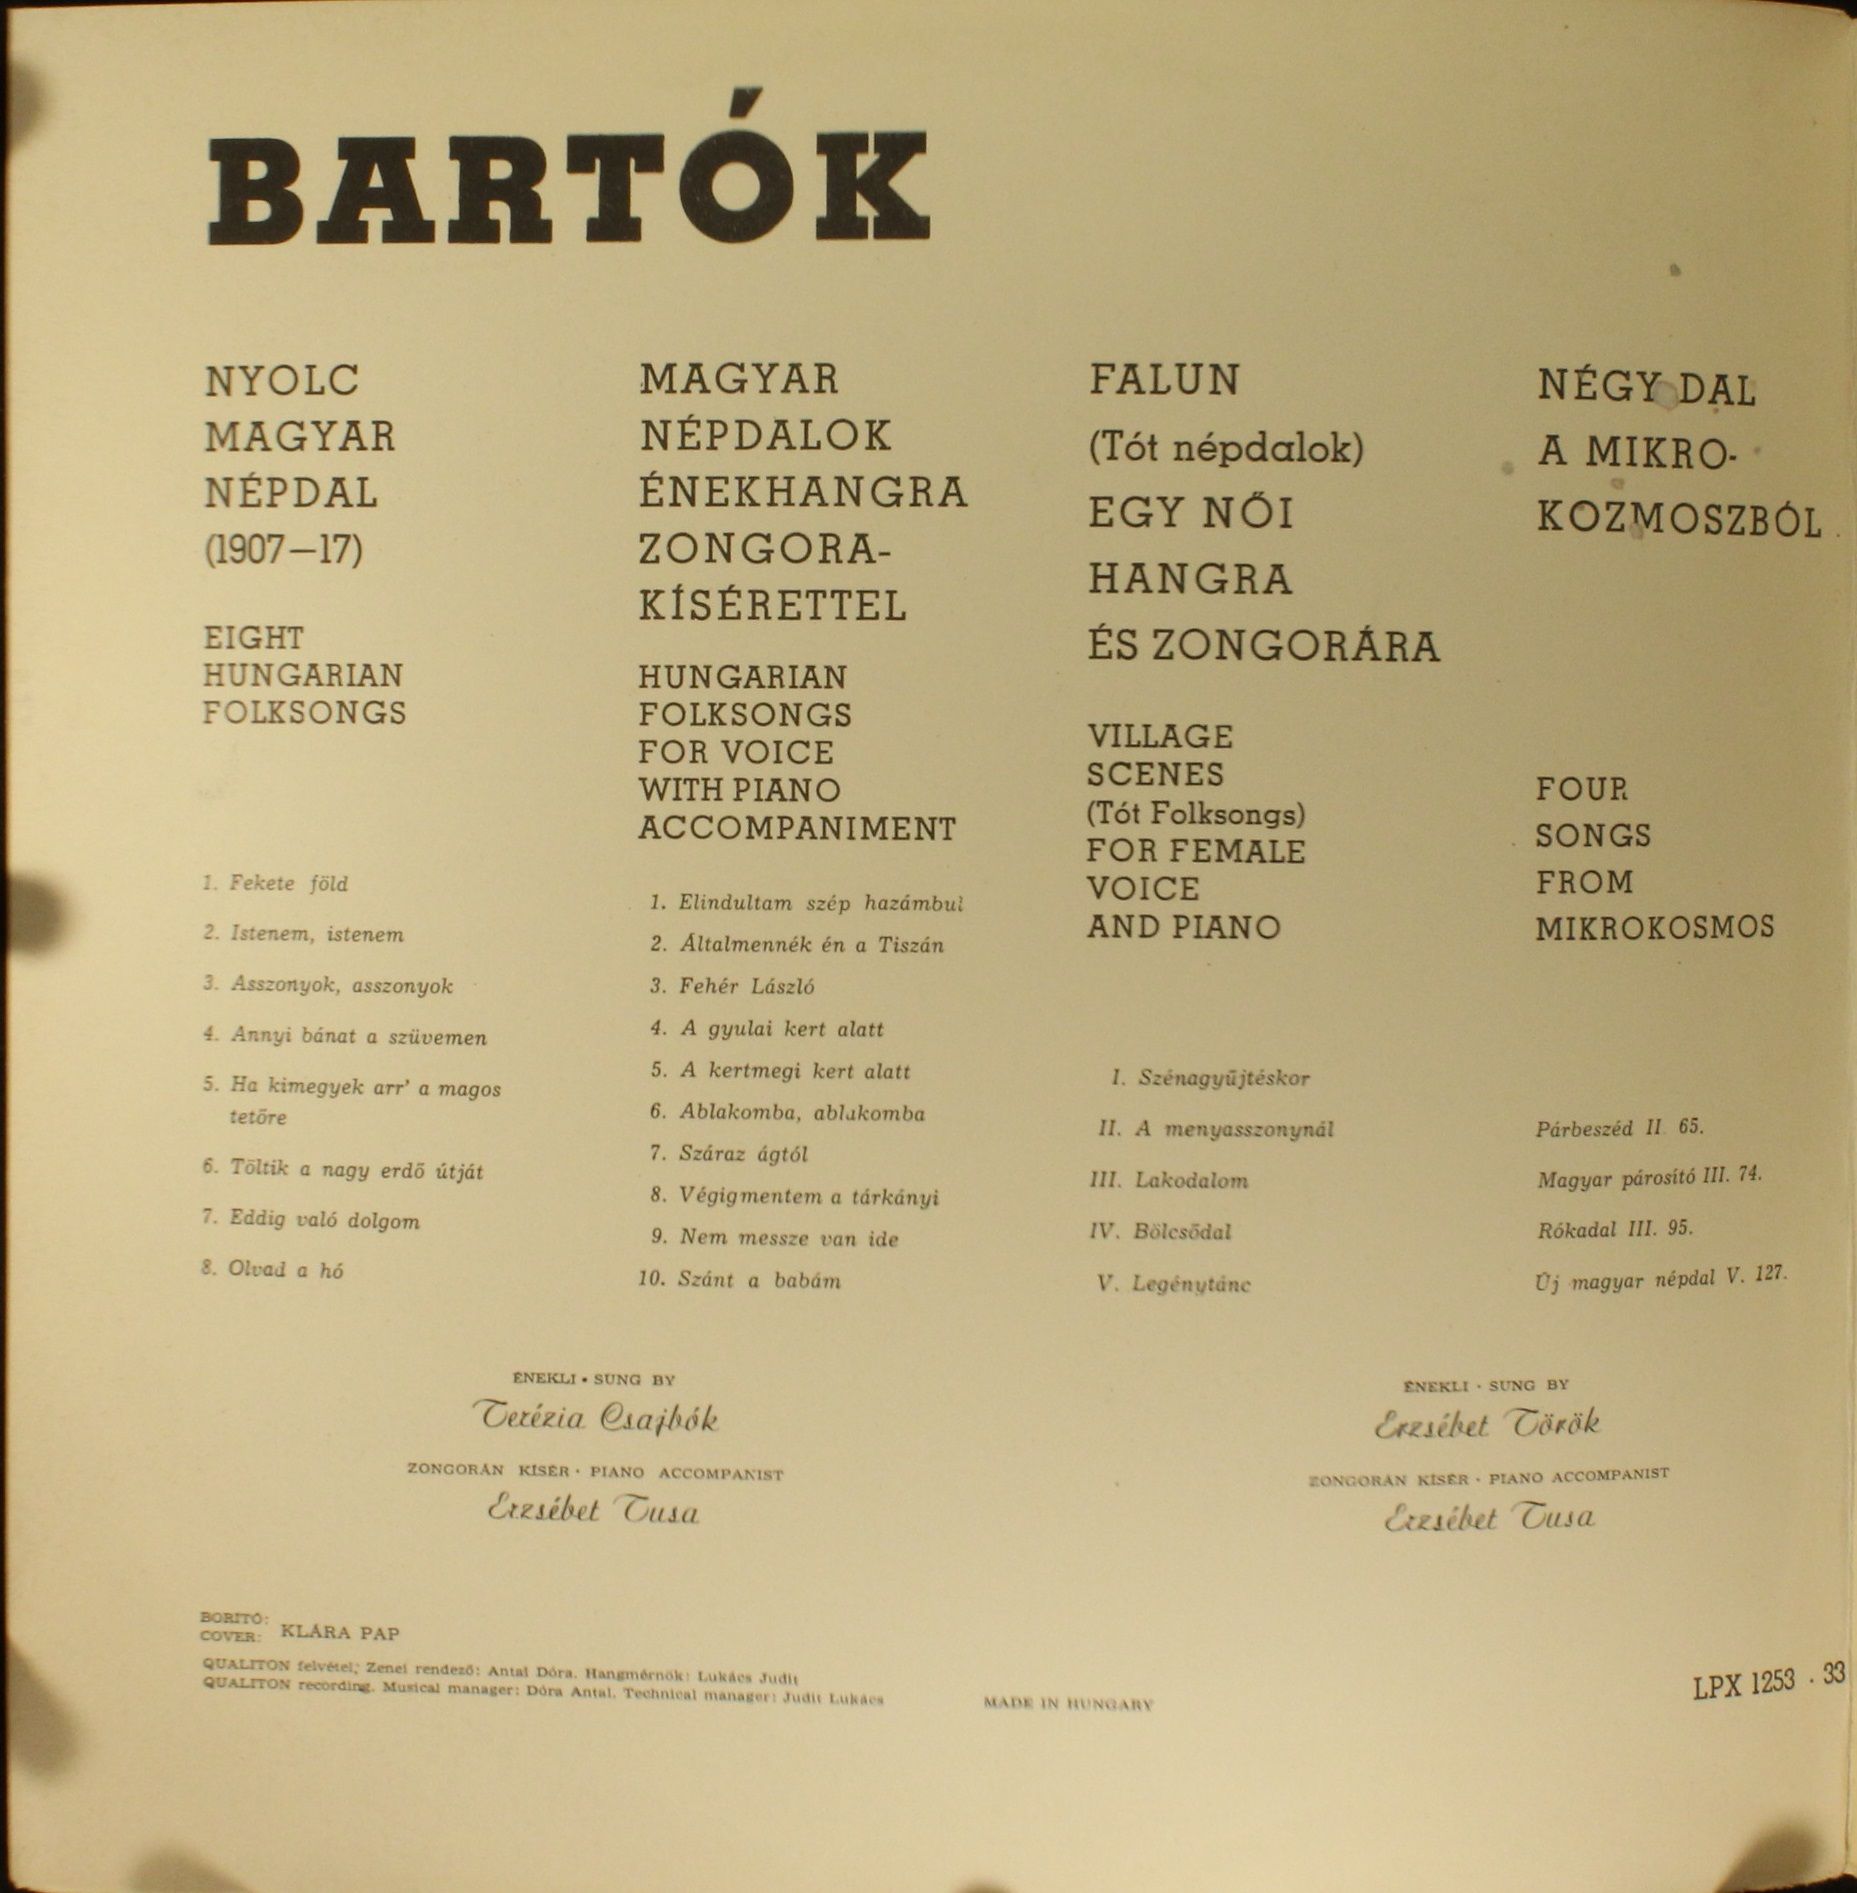 BARTÓK
NYOLC
MAGYAR
NÉPDAL
(1907–17)
EIGHT
HUNGARIAN
FOLKSONGS
1. Fekete föld
2. Istenem, istenem
3. Asszonyok, asszonyok
4. Annyi bánat a szüvemen
5. Ha kimegyek arr' a magos
tetőre
6. Töltik a nagy erdő útját
7. Eddig való dolgom
8. Olvad a hó
MAGYAR
NÉPDALOK
ÉNEKHANGRA
ZONGORA-
KÍSÉRETTEL
HUNGARIAN
FOLKSONGS
FOR VOICE
WITH PIANO
ACCOMPANIMENT
1. Elindultam szép hazámbul
2. Általmennék én a Tiszán
3. Fehér László
4. A gyulai kert alatt
5. A kertmegi kert alatt
6. Ablakomba, ablakomba
7. Száraz ágtól
8. Végigmentem a tárkányi
9. Nem messze van ide
10. Szánt a babám
ÉNEKLI • SUNG BY
Terézia Csajbók
ZONGORÁN KÍSÉR • PIANO ACCOMPANIST
Erzsébet Tusa
FALUN
(Tót népdalok)
EGY NŐI
HANGRA
ÉS ZONGORÁRA
VILLAGE
SCENES
(Tót Folksongs)
FOR FEMALE
VOICE
AND PIANO
I. Szénagyűjtéskor
II. A menyasszonynál
III. Lakodalom
IV. Bölcsődal
V. Legénytánc
NÉGY DAL
A MIKRO-
KOZMOSZBÓL
FOUR
SONGS
FROM
MIKROKOSMOS
Párbeszéd II. 65.
Magyar párosító III. 74.
Rókadal III. 95.
Új magyar népdal V. 127.
ÉNEKLI • SUNG BY
Erzsébet Török
ZONGORÁN KÍSÉR • PIANO ACCOMPANIST
Erzsébet Tusa
BORÍTÓ:
COVER: KLÁRA PAP
QUALITON felvétel; Zenei rendező: Antal Dóra. Hangmérnök: Lukács Judit
QUALITON recording. Musical manager: Dóra Antal. Technical manager: Judit Lukács
MADE IN HUNGARY
LPX 1253 . 33